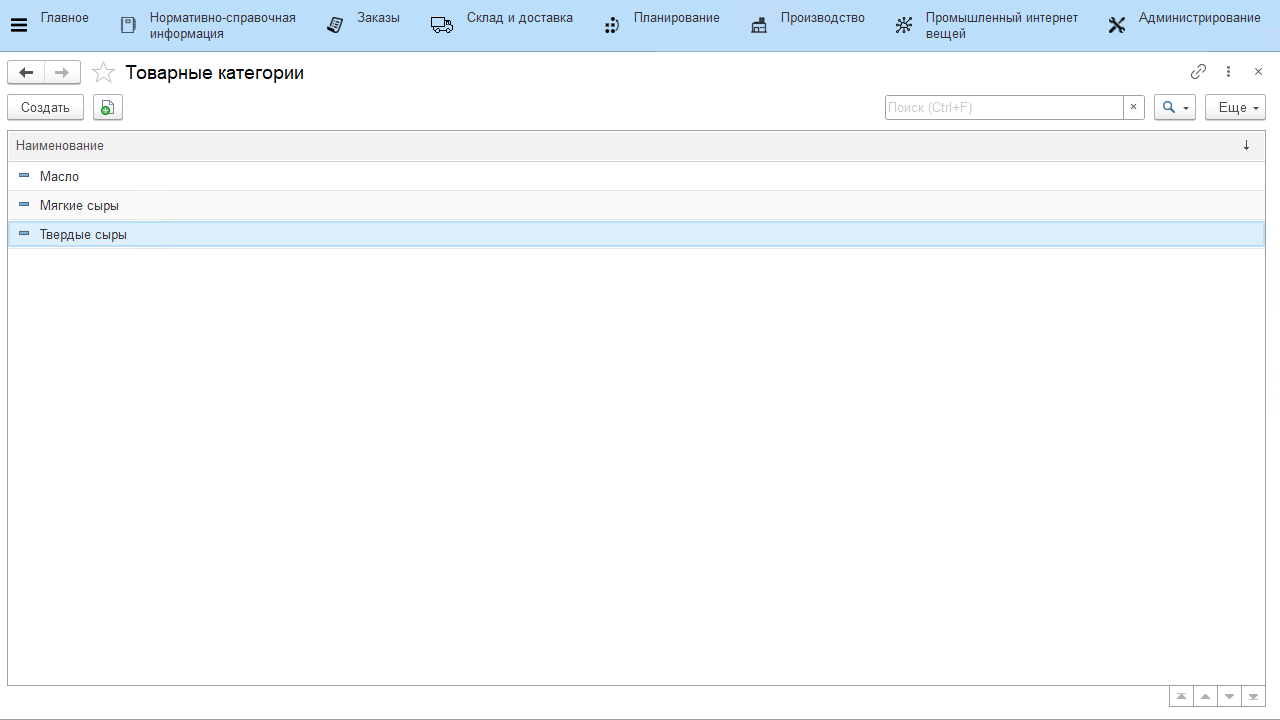 Главное
Нормативно-справочная
информация
Заказы
Склад и доставка
Планирование
Производство
Промышленный интернет
вещей
Администрирование
Товарные категории
Создать
Поиск (Ctrl+F)
Еще
Наименование
Масло
Мягкие сыры
Твердые сыры